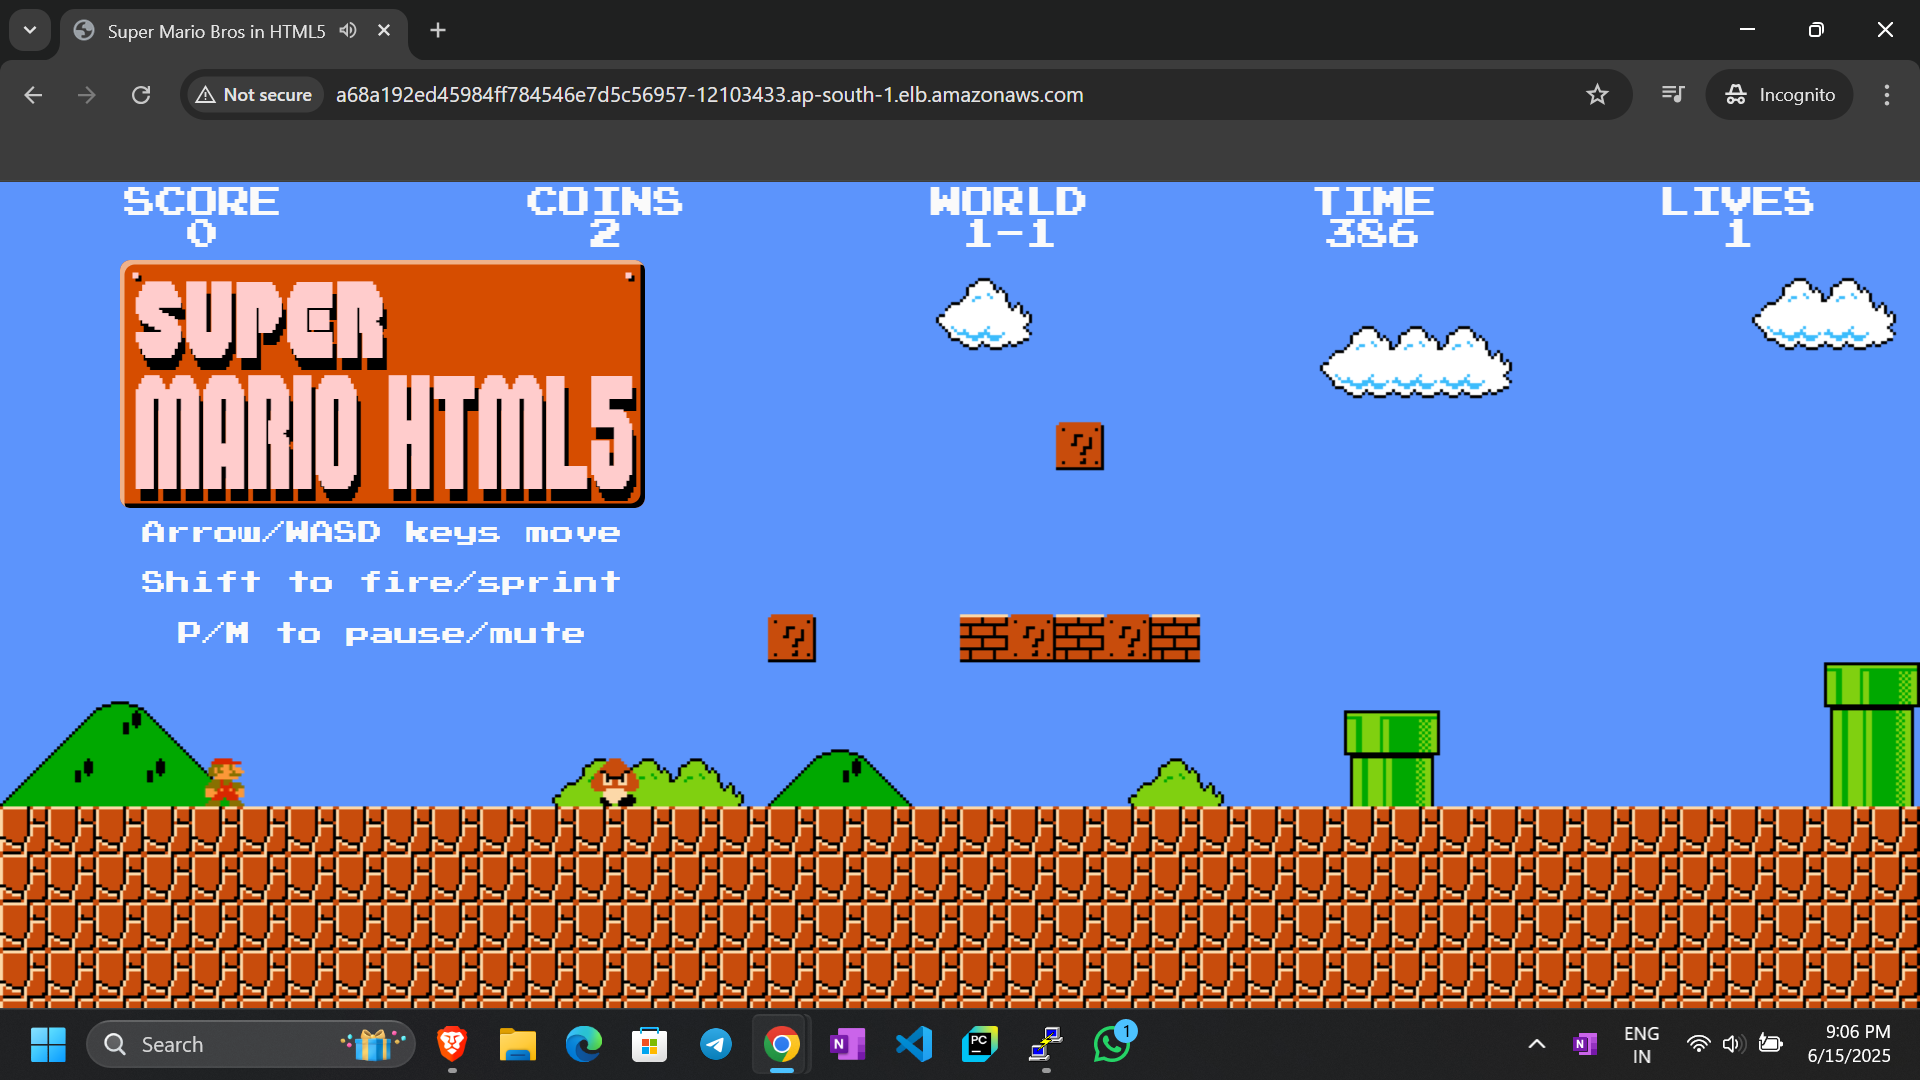 Super Mario Bros in HTML5
Not secure
a68a192ed45984ff784546e7d5c56957-12103433.ap-south-1.elb.amazonaws.com
Incognito
SCORE COINS WORLD TIME LIVES
0 2 1-1 386 1
SUPER
MARIO HTML5
Arrow/WASD keys move
Shift to fire/sprint
P/M to pause/mute
?
? ? ?
Search
N
PC
1
N
ENG
IN
9:06 PM
6/15/2025